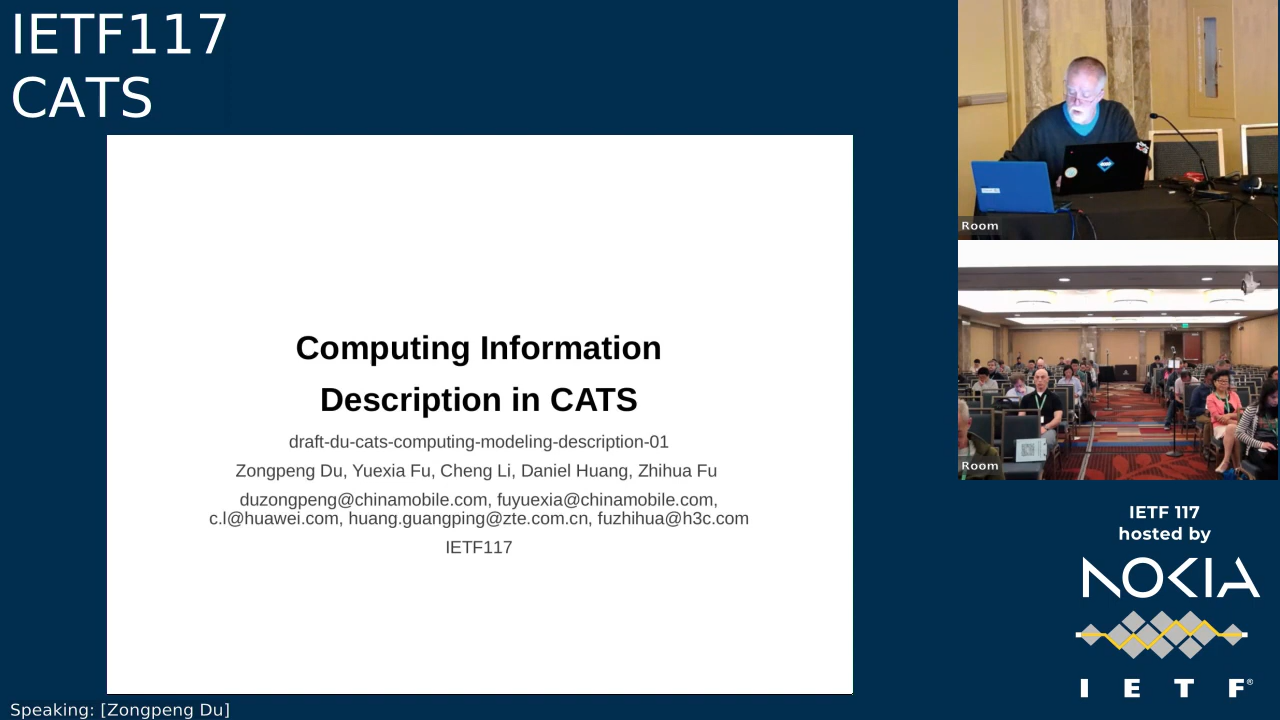 IETF117
CATS
Computing Information
Description in CATS
draft-du-cats-computing-modeling-description-01
Zongpeng Du, Yuexia Fu, Cheng Li, Daniel Huang, Zhihua Fu
duzongpeng@chinamobile.com, fuyuexia@chinamobile.com,
c.l@huawei.com, huang.guangping@zte.com.cn, fuzhihua@h3c.com
IETF117
Room
Room
IETF 117
hosted by
NOKIA
I E T F®
Speaking: [Zongpeng Du]